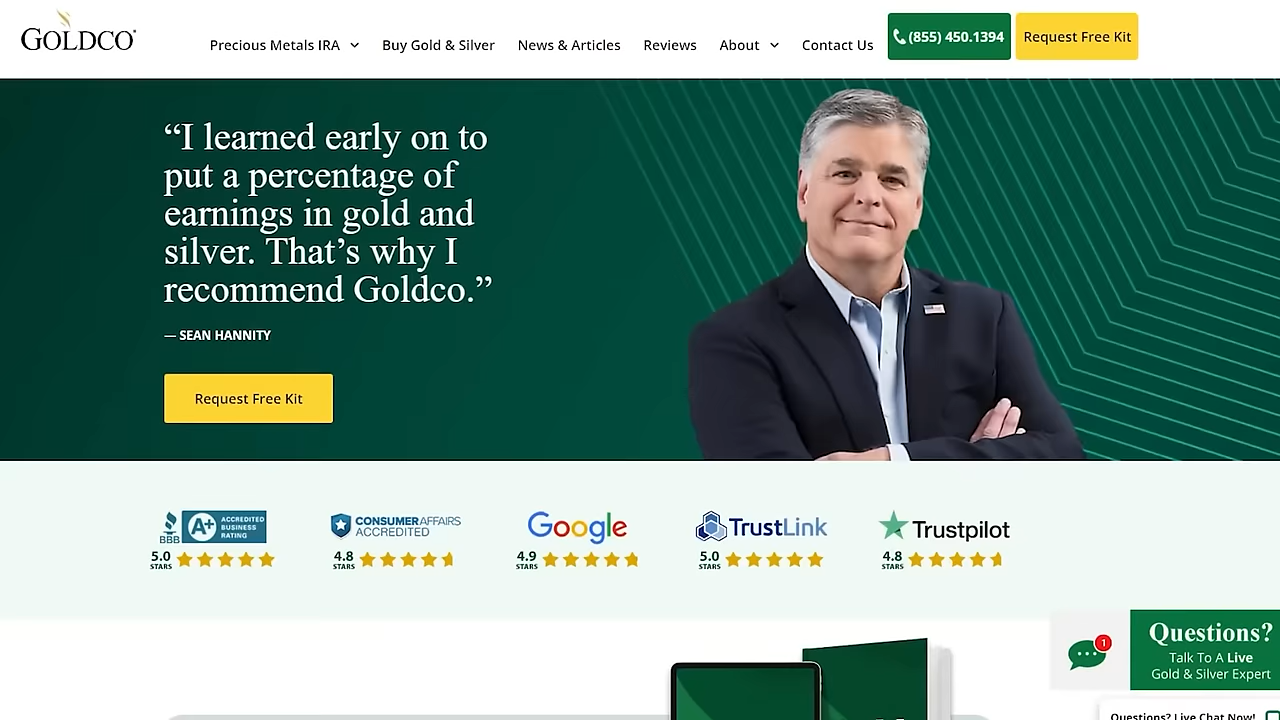 GOLDCO
Precious Metals IRA
Buy Gold & Silver
News & Articles
Reviews
About
Contact Us
(855) 450.1394
Request Free Kit
“I learned early on to
put a percentage of
earnings in gold and
silver. That’s why I
recommend Goldco.”
— SEAN HANNITY
Request Free Kit
BBB
A+
ACCREDITED
BUSINESS
RATING
5.0
STARS
CONSUMERAFFAIRS
ACCREDITED
4.8
STARS
Google
4.9
STARS
TrustLink
5.0
STARS
Trustpilot
4.8
STARS
1
Questions?
Talk To A Live
Gold & Silver Expert
Questions? Live Chat Now!